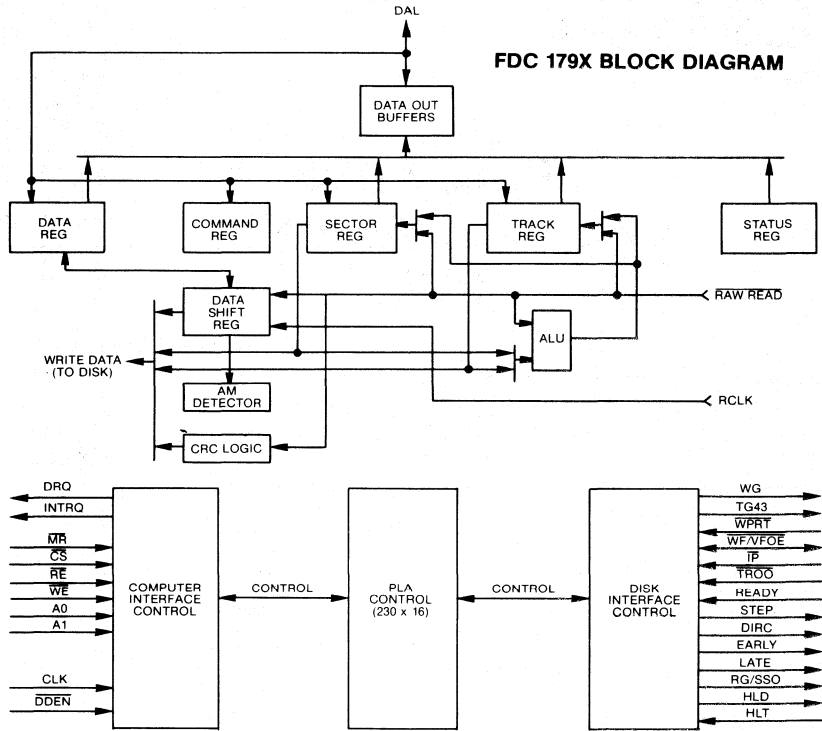 DAL
FDC 179X BLOCK DIAGRAM
DATA OUT
BUFFERS
DATA
REG
COMMAND
REG
SECTOR
REG
TRACK
REG
STATUS
REG
DATA
SHIFT
REG
RAW READ
ALU
WRITE DATA
(TO DISK)
AM
DETECTOR
RCLK
CRC LOGIC
DRQ
INTRQ
MR
CS
RE
WE
A0
A1
CLK
DDEN
COMPUTER
INTERFACE
CONTROL
CONTROL
PLA
CONTROL
(230 x 16)
CONTROL
DISK
INTERFACE
CONTROL
WG
TG43
WPRT
WF/VFOE
IP
TROO
READY
STEP
DIRC
EARLY
LATE
RG/SSO
HLD
HLT